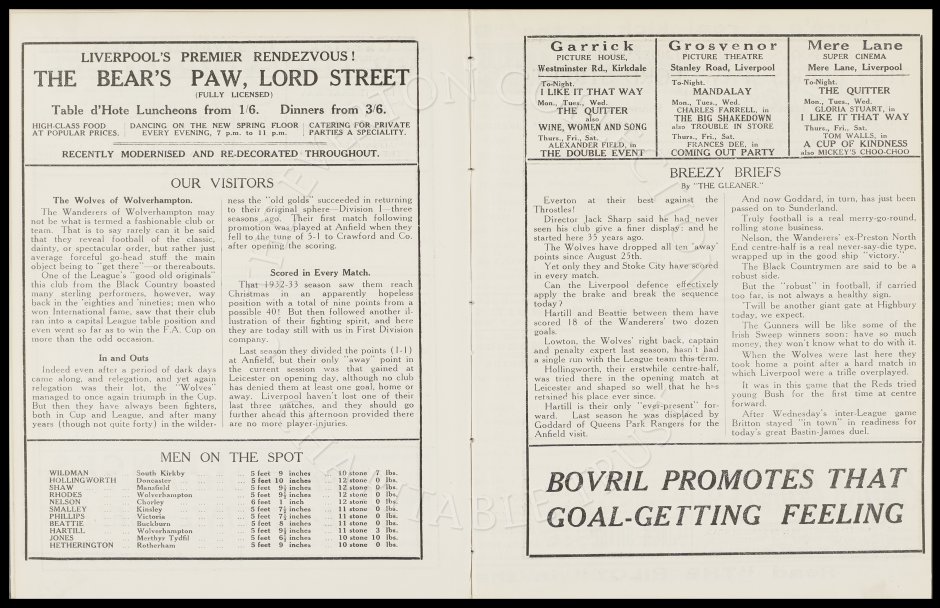 LIVERPOOL'S PREMIER RENDEZVOUS!
THE BEAR'S PAW, LORD STREET
(FULLY LICENSED)
Table d'Hote Luncheons from 1/6. Dinners from 3/6.
HIGH-CLASS FOOD
AT POPULAR PRICES.
DANCING ON THE NEW SPRING FLOOR
EVERY EVENING, 7 p.m. to 11 p.m.
CATERING FOR PRIVATE
PARTIES A SPECIALITY.
RECENTLY MODERNISED AND RE-DECORATED THROUGHOUT.
OUR VISITORS
The Wolves of Wolverhampton.
The Wanderers of Wolverhampton may
not be what is termed a fashionable club or
team. That is to say rarely can it be said
that they reveal football of the classic,
dainty, or spectacular order, but rather just
average forceful go-head stuff the main
object being to "get there"—or thereabouts.
One of the League's "good old originals"
this club from the Black Country boasted
many sterling performers, however, way
back in the 'eighties and 'nineties; men who
won International fame, saw that their club
ran into a capital League table position and
even went so far as to win the F.A. Cup on
more than the odd occasion.
In and Outs
Indeed even after a period of dark days
came along, and relegation, and yet again
relegation was their lot, the "Wolves"
managed to once again triumph in the Cup.
But then they have always been fighters,
both in Cup and League, and after many
years (though not quite forty) in the wilder-
ness the "old golds" succeeded in returning
to their original sphere—Division 1—three
seasons ago. Their first match following
promotion was played at Anfield when they
fell to the tune of 5-1 to Crawford and Co.
after opening the scoring.
Scored in Every Match.
That 1932-33 season saw them reach
Christmas in an apparently hopeless
position with a total of nine points from a
possible 40! But then followed another il-
lustration of their fighting spirit, and here
they are today still with us in First Division
company.
Last season they divided the points (1-1)
at Anfield, but their only "away" point in
the current season was that gained at
Leicester on opening day, although no club
has denied them at least one goal, home or
away. Liverpool haven't lost one of their
last three matches, and they should go
further ahead this afternoon provided there
are no more player-injuries.
MEN ON THE SPOT
WILDMAN South Kirkby 5 feet 9 inches 10 stone 7 lbs.
HOLLINGWORTH Doncaster 5 feet 10 inches 12 stone 0 lbs.
SHAW Mansfield 5 feet 9½ inches 12 stone 0 lbs.
RHODES Wolverhampton 5 feet 9½ inches 12 stone 0 lbs.
NELSON Chorley 6 feet 1 inch 12 stone 0 lbs.
SMALLEY Kinsley 5 feet 7½ inches 11 stone 0 lbs.
PHILLIPS Victoria 5 feet 7½ inches 11 stone 0 lbs.
BEATTIE Buckburn 5 feet 8 inches 11 stone 0 lbs.
HARTILL Wolverhampton 5 feet 9½ inches 11 stone 3 lbs.
JONES Merthyr Tydfil 5 feet 6½ inches 10 stone 10 lbs.
HETHERINGTON Rotherham 5 feet 9 inches 10 stone 0 lbs.
Garrick
PICTURE HOUSE,
Westminster Rd., Kirkdale
To-Night.
I LIKE IT THAT WAY
Mon., Tues., Wed.
THE QUITTER
also
WINE, WOMEN AND SONG
Thurs., Fri., Sat.
ALEXANDER FIELD, in
THE DOUBLE EVENT
Grosvenor
PICTURE THEATRE
Stanley Road, Liverpool
To-Night.
MANDALAY
Mon., Tues., Wed.
CHARLES FARRELL, in
THE BIG SHAKEDOWN
also TROUBLE IN STORE
Thurs., Fri., Sat.
FRANCES DEE, in
COMING OUT PARTY
Mere Lane
SUPER CINEMA
Mere Lane, Liverpool
To-Night.
THE QUITTER
Mon., Tues., Wed.
GLORIA STUART, in
I LIKE IT THAT WAY
Thurs., Fri., Sat.
TOM WALLS, in
A CUP OF KINDNESS
also MICKEY'S CHOO-CHOO
BREEZY BRIEFS
By "THE GLEANER."
Everton at their best against the
Throstles!
Director Jack Sharp said he had never
seen his club give a finer display: and he
started here 35 years ago.
The Wolves have dropped all ten "away"
points since August 25th.
Yet only they and Stoke City have scored
in every match.
Can the Liverpool defence effectively
apply the brake and break the sequence
today?
Hartill and Beattie between them have
scored 18 of the Wanderers' two dozen
goals.
Lowton, the Wolves' right back, captain
and penalty expert last season, hasn't had
a single run with the League team this term.
Hollingworth, their erstwhile centre-half,
was tried there in the opening match at
Leicester and shaped so well that he has
retained his place ever since.
Hartill is their only "ever-present" for-
ward. Last season he was displaced by
Goddard of Queens Park Rangers for the
Anfield visit.
And now Goddard, in turn, has just been
passed on to Sunderland.
Truly football is a real merry-go-round,
rolling stone business.
Nelson, the Wanderers' ex-Preston North
End centre-half is a real never-say-die type,
wrapped up in the good ship "victory."
The Black Countrymen are said to be a
robust side.
But the "robust" in football, if carried
too far, is not always a healthy sign.
'Twill be another giant gate at Highbury
today, we expect.
The Gunners will be like some of the
Irish Sweep winners soon: have so much
money, they won't know what to do with it.
When the Wolves were last here they
took home a point after a hard match in
which Liverpool were a trifle overplayed.
It was in this game that the Reds tried
young Bush for the first time at centre
forward.
After Wednesday's inter-League game
Britton stayed "in town" in readiness for
today's great Bastin-James duel.
BOVRIL PROMOTES THAT
GOAL-GETTING FEELING